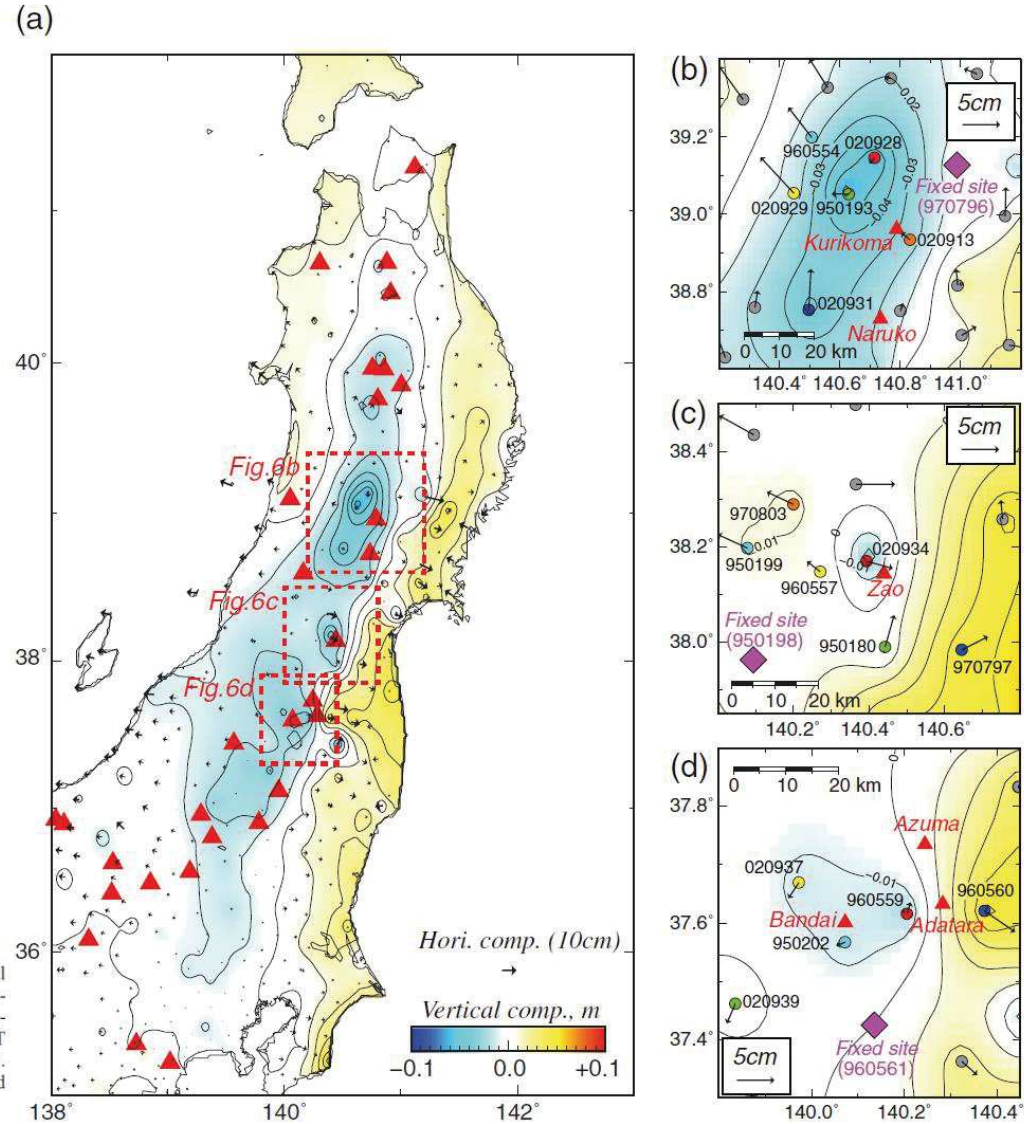 (a)
40°
38°
36°
138
140
142
Fig.6b
Fig.6c
Fig.6d
Hori. comp. (10cm)
Vertical comp., m
−0.1
0.0
+0.1
l
-
T
.
d
(b)
39.2°
39.0°
38.8°
140.4°
140.6°
140.8°
141.0°
5cm
−0.02
960554
020928
−0.03
−0.03
020929
950193
−0.04
Fixed site
(970796)
Kurikoma
020913
020931
Naruko
0 10 20 km
(c)
38.4°
38.2°
38.0°
140.2°
140.4°
140.6°
5cm
970803
0
0.01
950199
960557
020934
Zao
Fixed site
(950198)
950180
970797
0 10 20 km
(d)
0 10 20 km
37.8°
37.6°
37.4°
140.0°
140.2°
140.4°
0
Azuma
020937
−0.01
960559
960560
Bandai
Adatara
950202
020939
Fixed site
(960561)
5cm